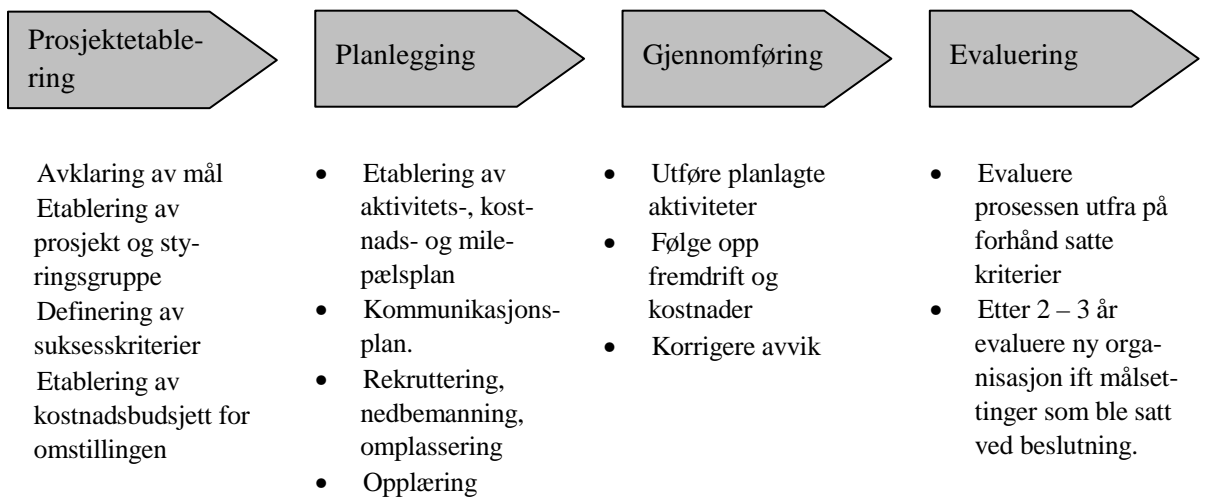 Prosjektetable-
ring
Planlegging
Gjennomføring
Evaluering
Avklaring av mål
Etablering av
prosjekt og sty-
ringsgruppe
Definering av
suksesskriterier
Etablering av
kostnadsbudsjett for
omstillingen
• Etablering av
aktivitets-, kost-
nads- og mile-
pælsplan
• Kommunikasjons-
plan.
• Rekruttering,
nedbemanning,
omplassering
• Opplæring
• Utføre planlagte
aktiviteter
• Følge opp
fremdrift og
kostnader
• Korrigere avvik
• Evaluere
prosessen utfra på
forhånd satte
kriterier
• Etter 2 – 3 år
evaluere ny orga-
nisasjon ift målset-
tinger som ble satt
ved beslutning.